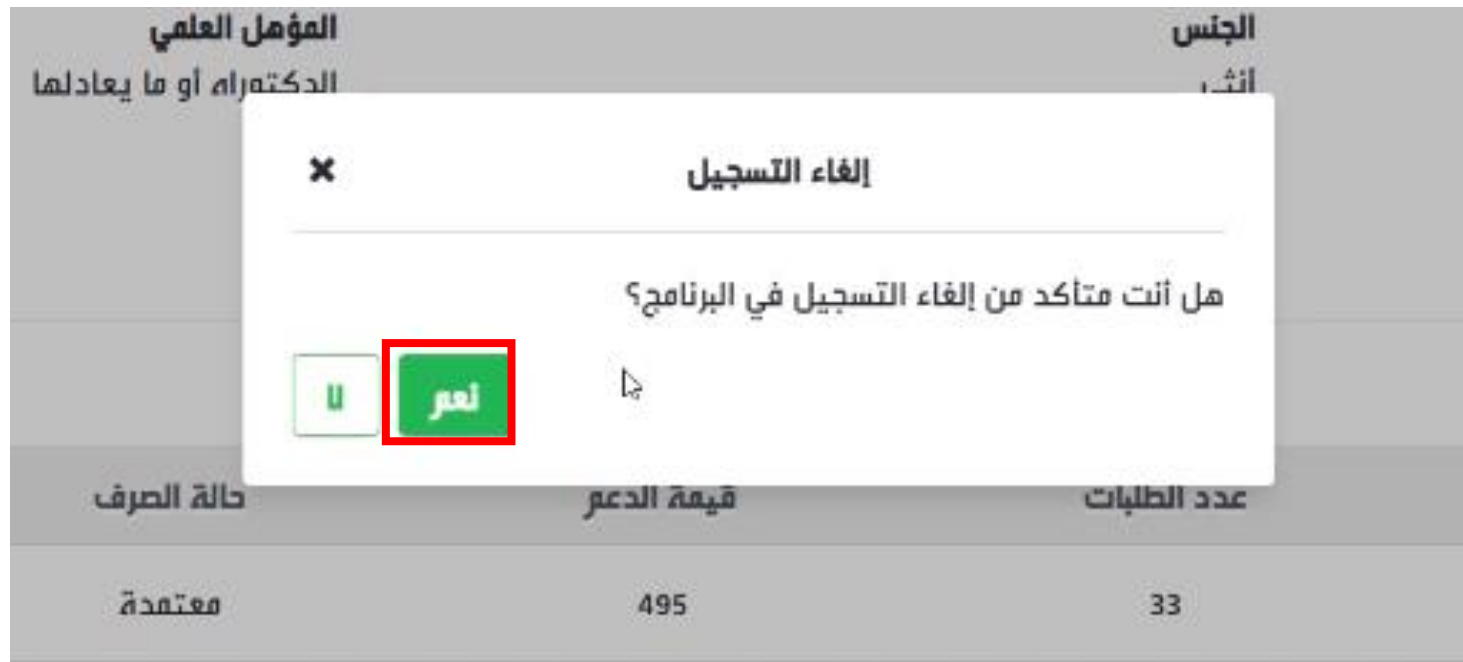 الجنس
المؤهل العلمي
أنثى
الدكتوراه أو ما يعادلها
إلغاء التسجيل
هل أنت متأكد من إلغاء التسجيل في البرنامج؟
نعم
لا
عدد الطلبات
قيمة الدعم
حالة الصرف
33
495
معتمدة